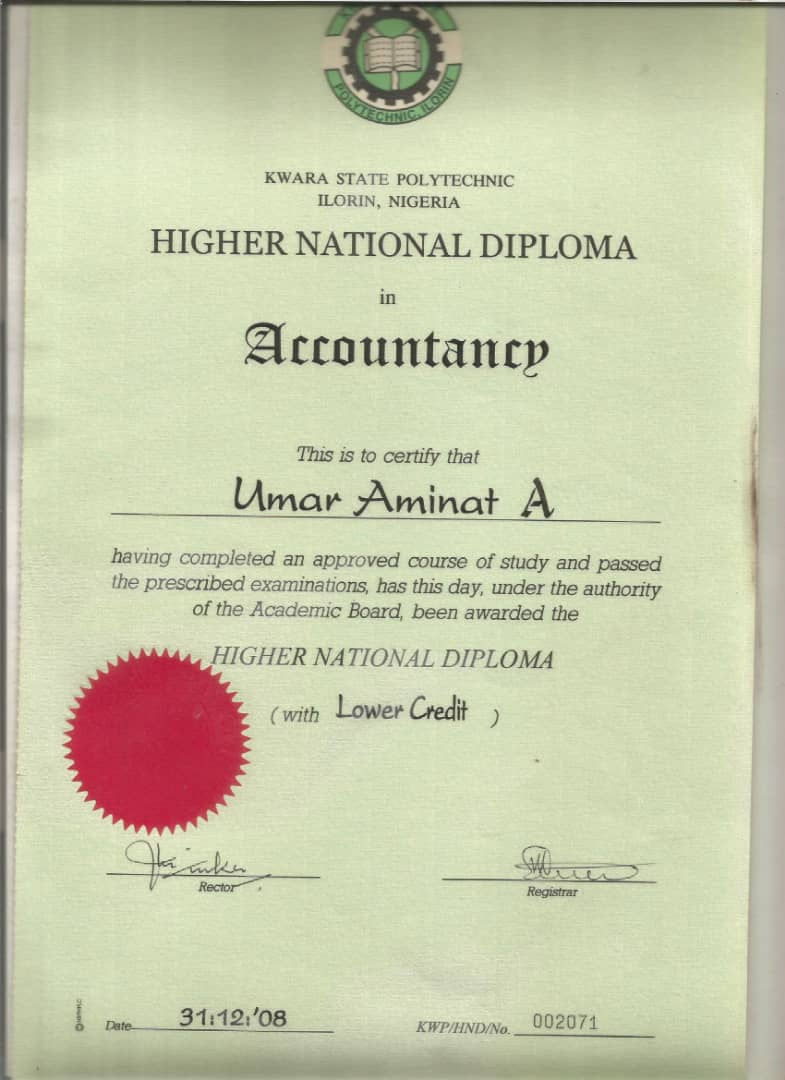 POLYTECHNIC, ILORIN
KWARA STATE POLYTECHNIC
ILORIN, NIGERIA
HIGHER NATIONAL DIPLOMA
in
Accountancy
This is to certify that
Umar Aminat A
having completed an approved course of study and passed
the prescribed examinations, has this day, under the authority
of the Academic Board, been awarded the
HIGHER NATIONAL DIPLOMA
(with Lower Credit )
Rector
Registrar
Date 31:12:'08
KWP/HND/No. 002071